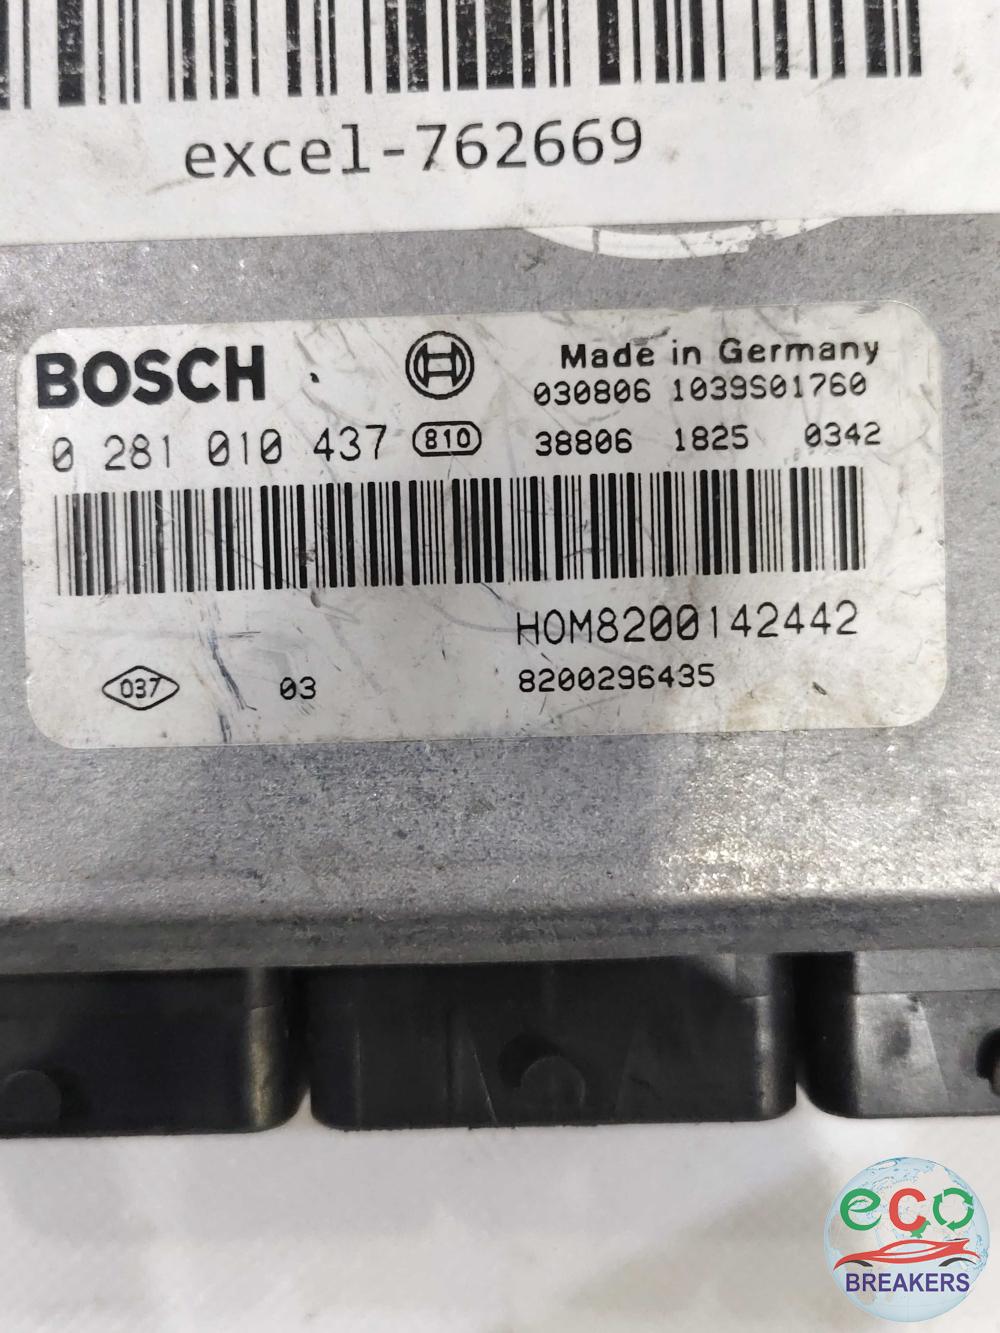 excel-762669
BOSCH
Made in Germany
030806 1039S01760
0 281 010 437 810
38806 1825 0342
HOM8200142442
037 03 8200296435
eco
BREAKERS